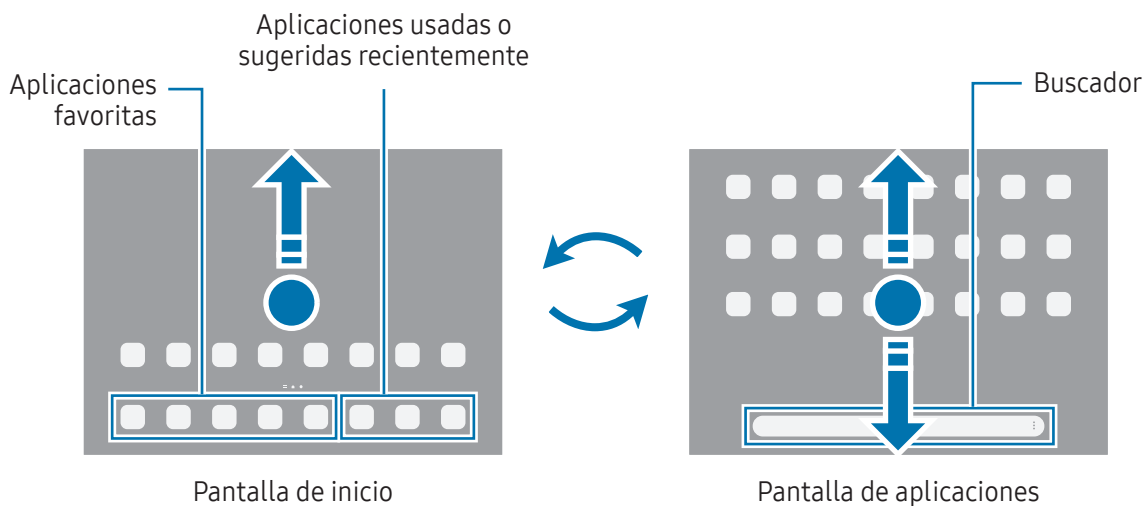 Aplicaciones usadas o
sugeridas recientemente
Aplicaciones
favoritas
Buscador
Pantalla de inicio
Pantalla de aplicaciones